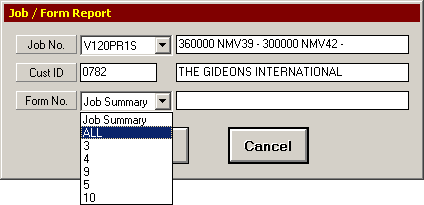 Job / Form Report
Job No. V120PR1S 360000 NMV39 - 300000 NMV42 -
Cust ID 0782 THE GIDEONS INTERNATIONAL
Form No. Job Summary
Job Summary
ALL
3
4
9
5
10
Cancel